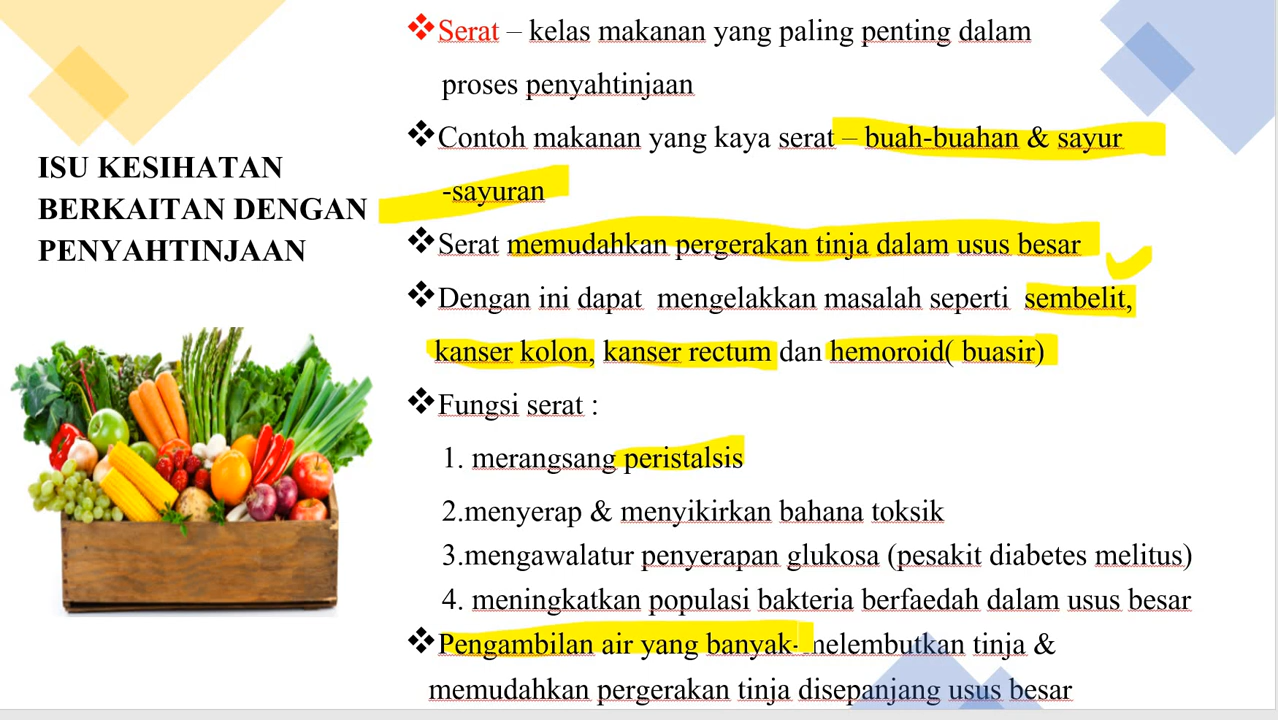 ISU KESIHATAN
BERKAITAN DENGAN
PENYAHTINJAAN
❖Serat – kelas makanan yang paling penting dalam
proses penyahtinjaan
❖Contoh makanan yang kaya serat – buah-buahan & sayur
-sayuran
❖Serat memudahkan pergerakan tinja dalam usus besar
❖Dengan ini dapat mengelakkan masalah seperti sembelit,
kanser kolon, kanser rectum dan hemoroid( buasir)
❖Fungsi serat :
1. merangsang peristalsis
2.menyerap & menyikirkan bahana toksik
3.mengawalatur penyerapan glukosa (pesakit diabetes melitus)
4. meningkatkan populasi bakteria berfaedah dalam usus besar
❖Pengambilan air yang banyak- melembutkan tinja &
memudahkan pergerakan tinja disepanjang usus besar